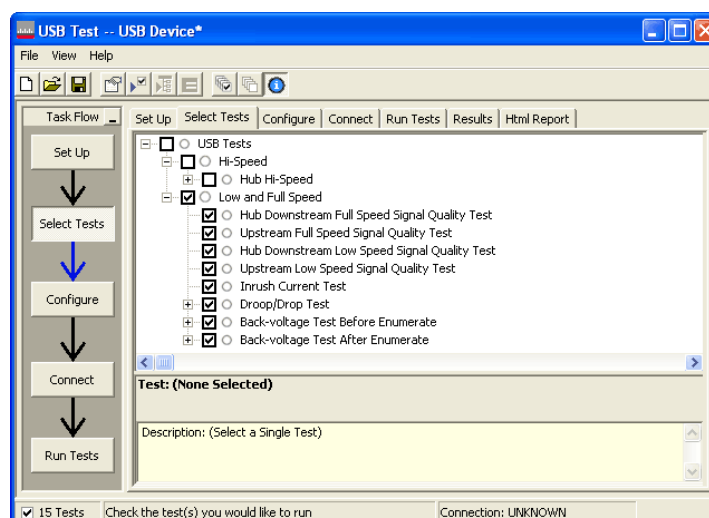 USB Test -- USB Device*
File View Help
Task Flow
Set Up Select Tests Configure Connect Run Tests Results Html Report
Set Up
Select Tests
Configure
Connect
Run Tests
USB Tests
Hi-Speed
Hub Hi-Speed
Low and Full Speed
Hub Downstream Full Speed Signal Quality Test
Upstream Full Speed Signal Quality Test
Hub Downstream Low Speed Signal Quality Test
Upstream Low Speed Signal Quality Test
Inrush Current Test
Droop/Drop Test
Back-voltage Test Before Enumerate
Back-voltage Test After Enumerate
Test: (None Selected)
Description: (Select a Single Test)
15 Tests Check the test(s) you would like to run Connection: UNKNOWN